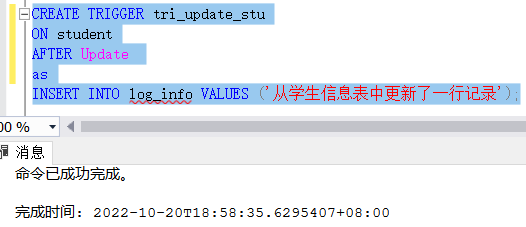 CREATE TRIGGER tri_update_stu
ON student
AFTER Update
as
INSERT INTO log_info VALUES ('从学生信息表中更新了一行记录');
00 %
消息
命令已成功完成。
完成时间: 2022-10-20T18:58:35.6295407+08:00